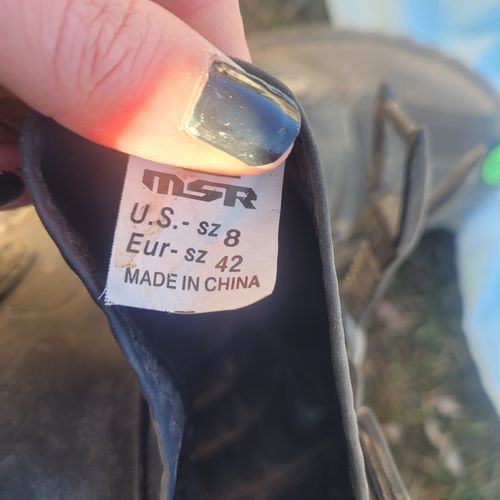 MSR
U.S.- sz 8
Eur- sz 42
MADE IN CHINA